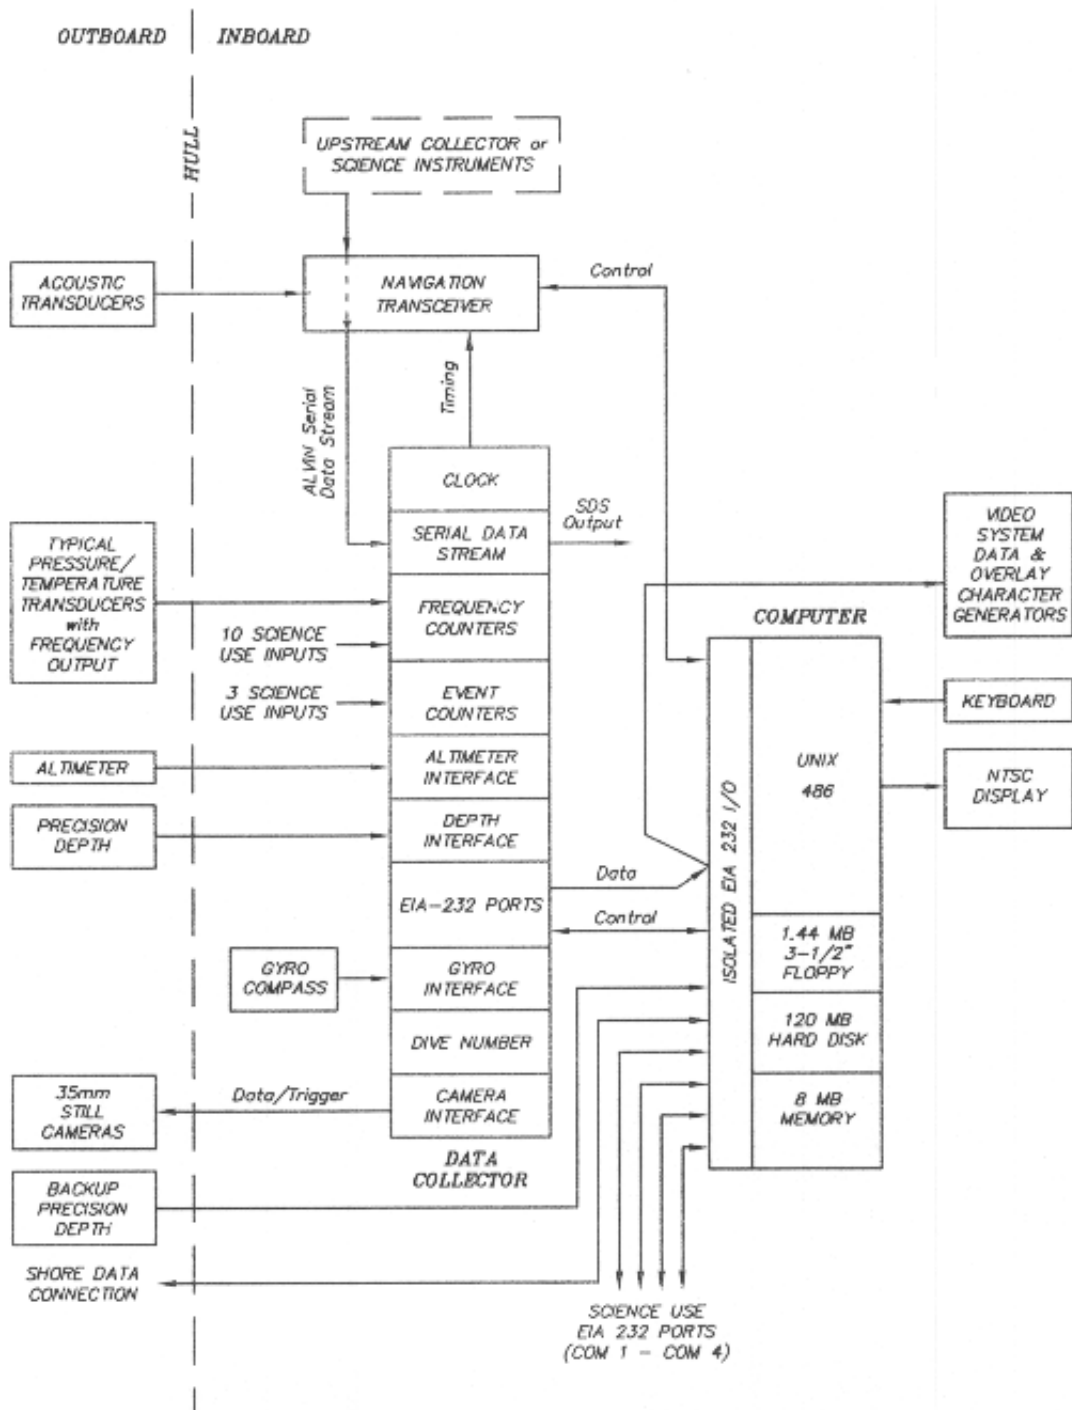 OUTBOARD
INBOARD
HULL
UPSTREAM COLLECTOR or
SCIENCE INSTRUMENTS
ACOUSTIC
TRANSDUCERS
NAVIGATION
TRANSCEIVER
Control
ALVIN Serial
Data Stream
Timing
CLOCK
SERIAL DATA
STREAM
SDS
Output
TYPICAL
PRESSURE/
TEMPERATURE
TRANSDUCERS
with
FREQUENCY
OUTPUT
FREQUENCY
COUNTERS
10 SCIENCE
USE INPUTS
3 SCIENCE
USE INPUTS
EVENT
COUNTERS
VIDEO
SYSTEM
DATA &
OVERLAY
CHARACTER
GENERATORS
COMPUTER
KEYBOARD
ALTIMETER
ALTIMETER
INTERFACE
UNIX
486
NTSC
DISPLAY
PRECISION
DEPTH
DEPTH
INTERFACE
ISOLATED EIA 232 I/O
EIA-232 PORTS
Data
Control
1.44 MB
3-1/2"
FLOPPY
GYRO
COMPASS
GYRO
INTERFACE
120 MB
HARD DISK
DIVE NUMBER
35mm
STILL
CAMERAS
Data/Trigger
CAMERA
INTERFACE
8 MB
MEMORY
DATA
COLLECTOR
BACKUP
PRECISION
DEPTH
SHORE DATA
CONNECTION
SCIENCE USE
EIA 232 PORTS
(COM 1 - COM 4)